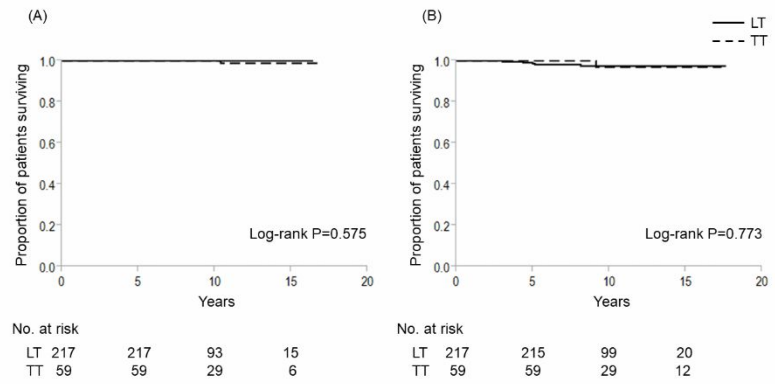 (A)
Proportion of patients surviving
1.0
0.8
0.6
0.4
0.2
0.0
0 5 10 15 20
Years
Log-rank P=0.575
No. at risk
LT 217 217 93 15
TT 59 59 29 6
(B)
LT
TT
Proportion of patients surviving
1.0
0.8
0.6
0.4
0.2
0.0
0 5 10 15 20
Years
Log-rank P=0.773
No. at risk
LT 217 215 99 20
TT 59 59 29 12